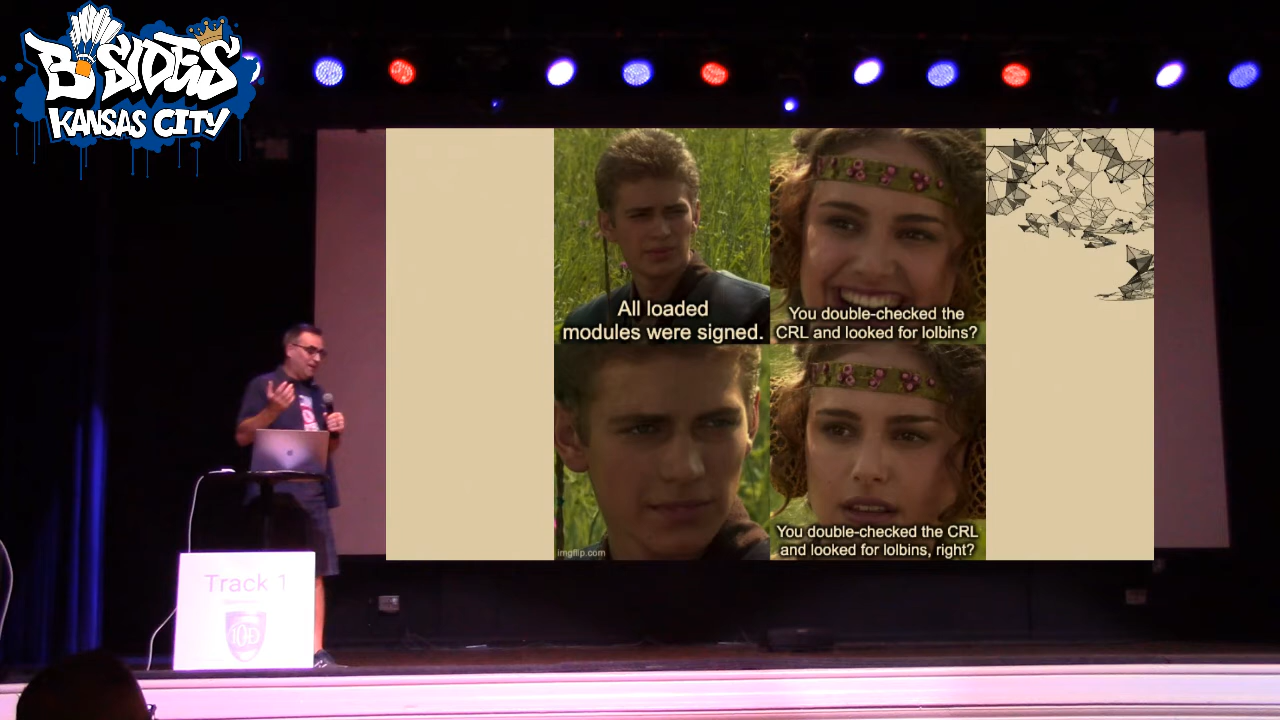 B SIDES
KANSAS CITY
All loaded
modules were signed.
You double-checked the
CRL and looked for lolbins?
You double-checked the CRL
and looked for lolbins, right?
imgflip.com
Track 1